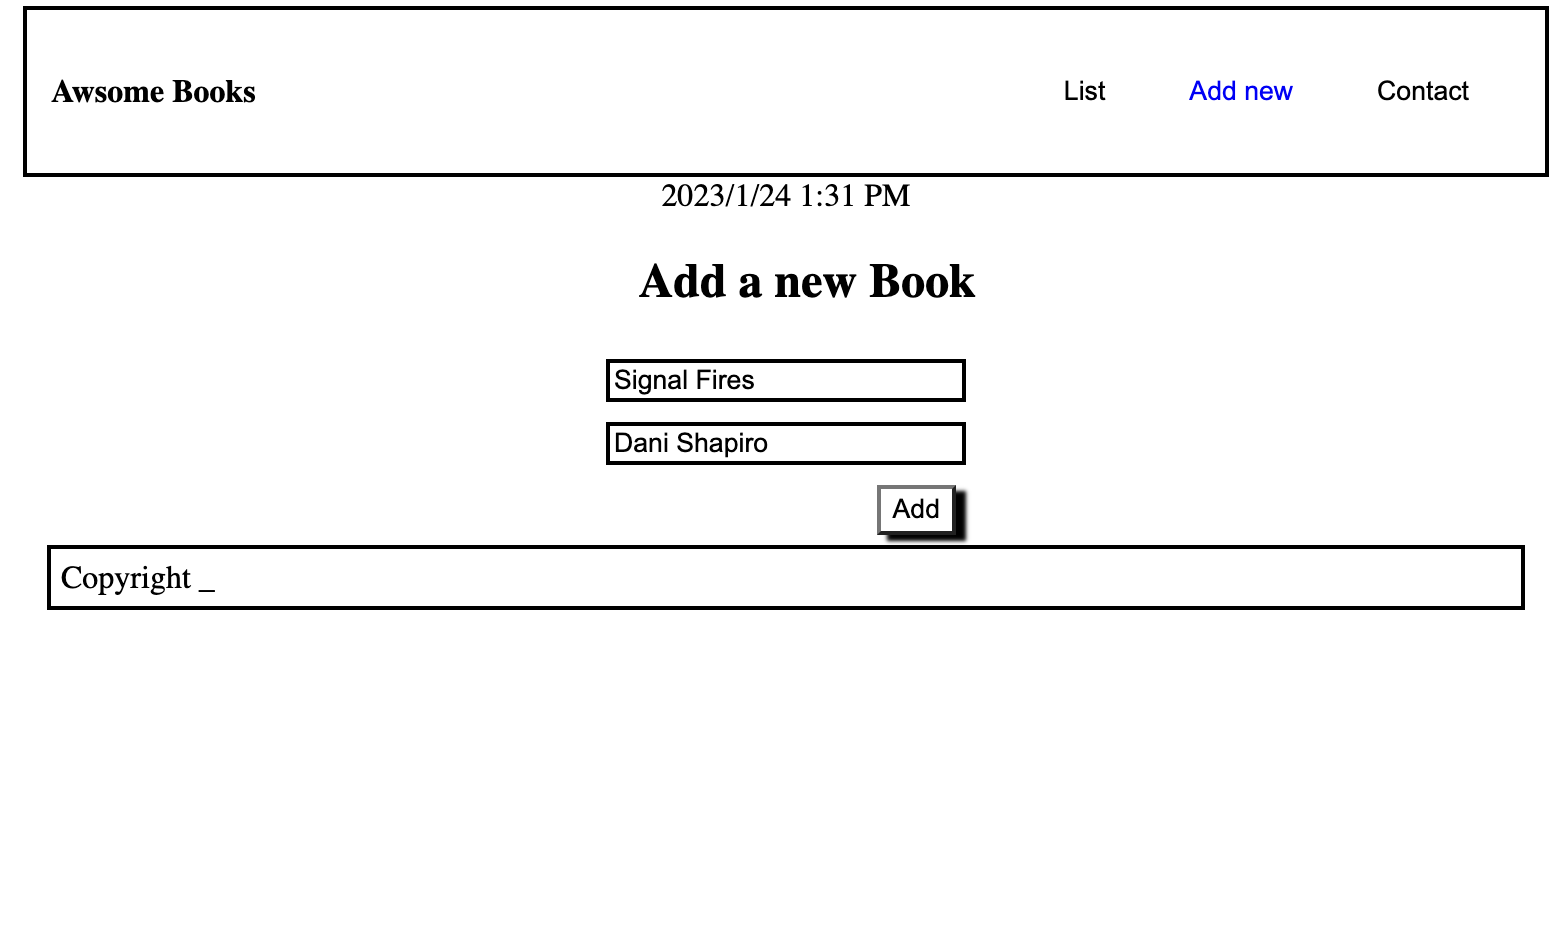 Awsome Books List Add new Contact
2023/1/24 1:31 PM
Add a new Book
Signal Fires
Dani Shapiro
Add
Copyright _